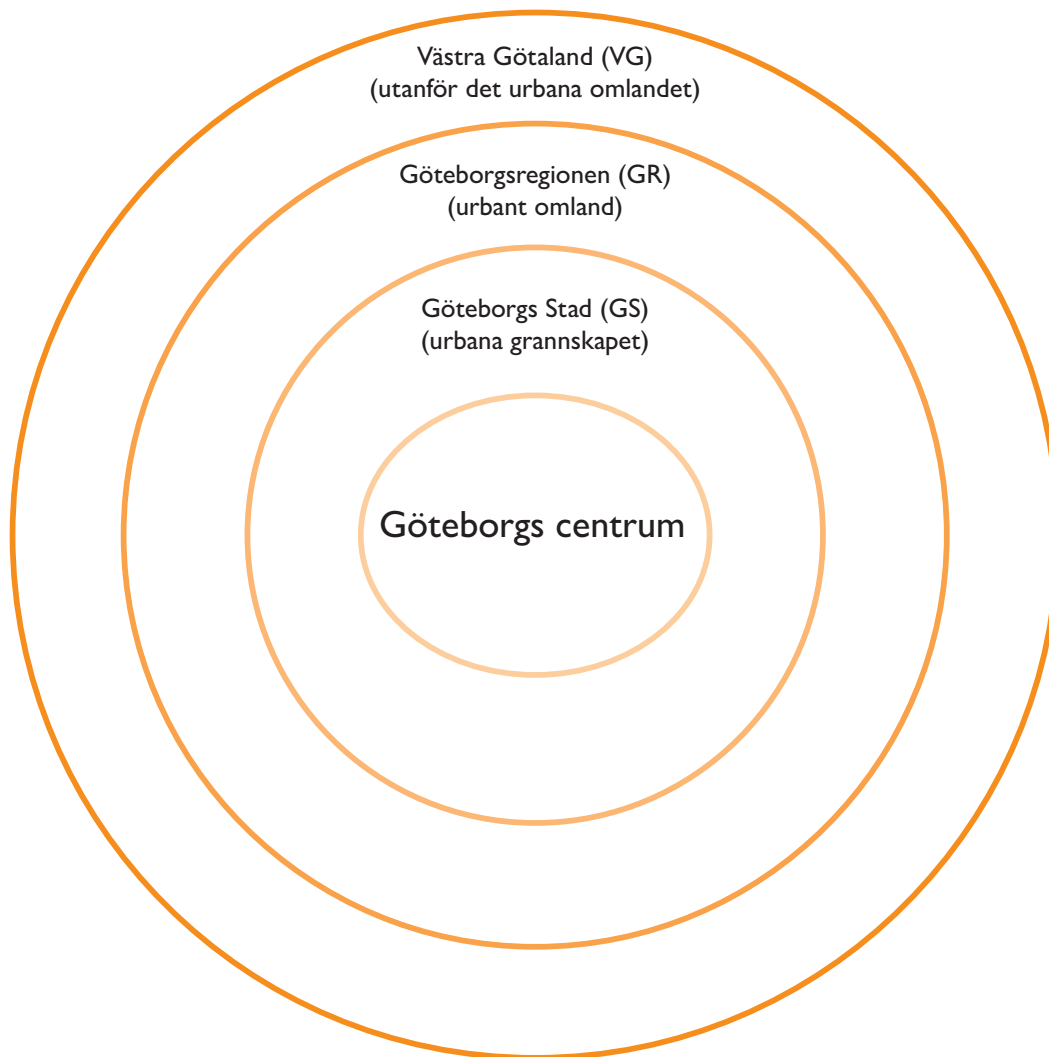 Västra Götaland (VG)
(utanför det urbana omlandet)
Göteborgsregionen (GR)
(urbant omland)
Göteborgs Stad (GS)
(urbana grannskapet)
Göteborgs centrum